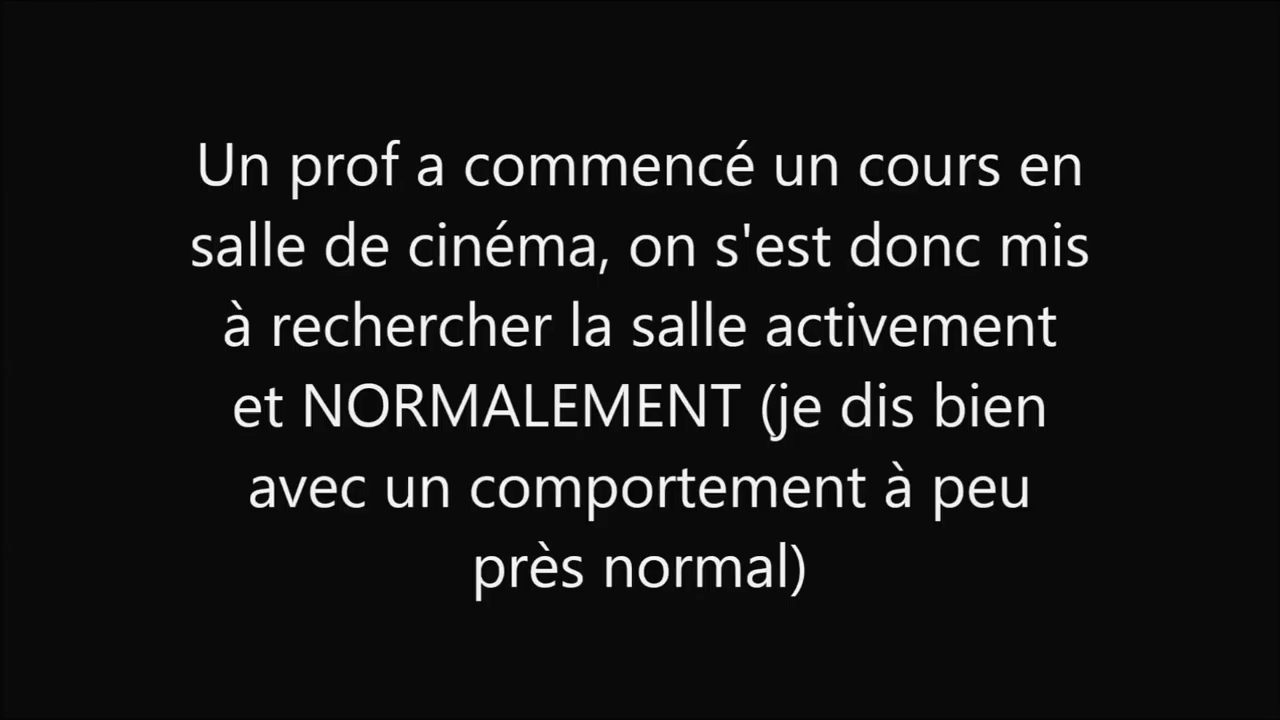 Un prof a commencé un cours en
salle de cinéma, on s'est donc mis
à rechercher la salle activement
et NORMALEMENT (je dis bien
avec un comportement à peu
près normal)